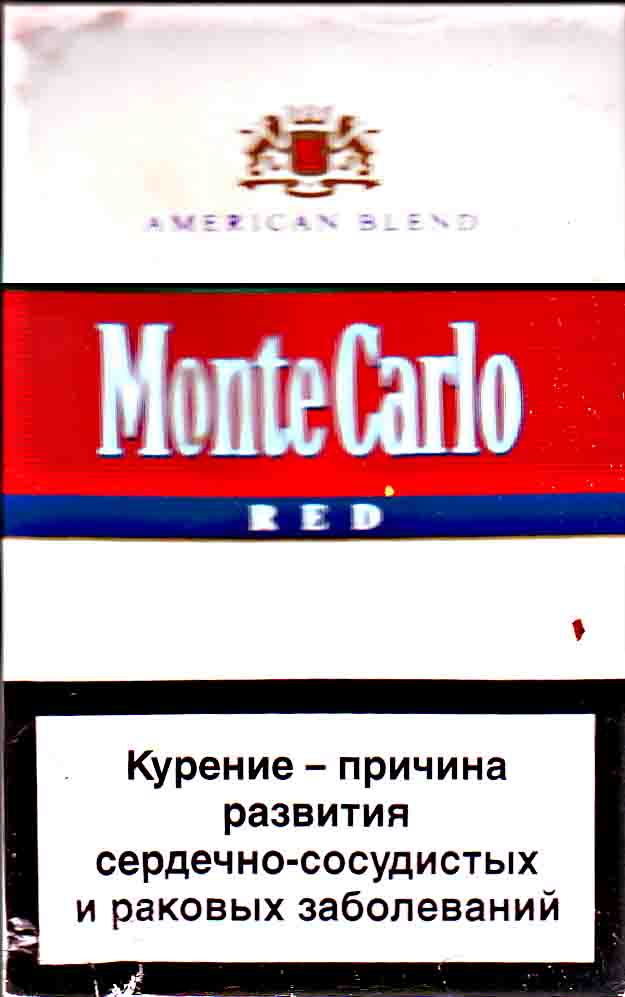 AMERICAN BLEND
Monte Carlo
RED
Курение – причина
развития
сердечно-сосудистых
и раковых заболеваний